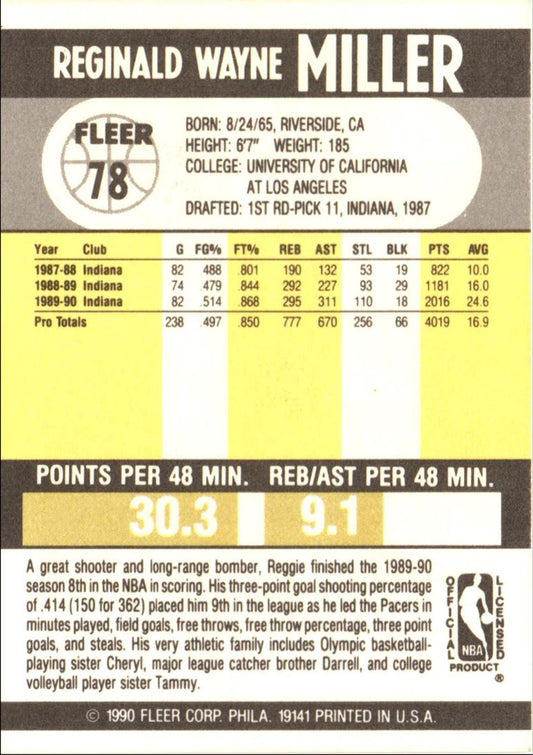 REGINALD WAYNE MILLER
FLEER
78
BORN: 8/24/65, RIVERSIDE, CA
HEIGHT: 6'7" WEIGHT: 185
COLLEGE: UNIVERSITY OF CALIFORNIA
AT LOS ANGELES
DRAFTED: 1ST RD-PICK 11, INDIANA, 1987
Year Club G FG% FT% REB AST STL BLK PTS AVG
1987-88 Indiana 82 .488 .801 190 132 53 19 822 10.0
1988-89 Indiana 74 .479 .844 292 227 93 29 1181 16.0
1989-90 Indiana 82 .514 .868 295 311 110 18 2016 24.6
Pro Totals 238 .497 .850 777 670 256 66 4019 16.9
POINTS PER 48 MIN. REB/AST PER 48 MIN.
30.3 9.1
A great shooter and long-range bomber, Reggie finished the 1989-90
season 8th in the NBA in scoring. His three-point goal shooting percentage
of .414 (150 for 362) placed him 9th in the league as he led the Pacers in
minutes played, field goals, free throws, free throw percentage, three point
goals, and steals. His very athletic family includes Olympic basketball-
playing sister Cheryl, major league catcher brother Darrell, and college
volleyball player sister Tammy.
OFFICIAL
LICENSED
NBA
PRODUCT
®
© 1990 FLEER CORP. PHILA. 19141 PRINTED IN U.S.A.